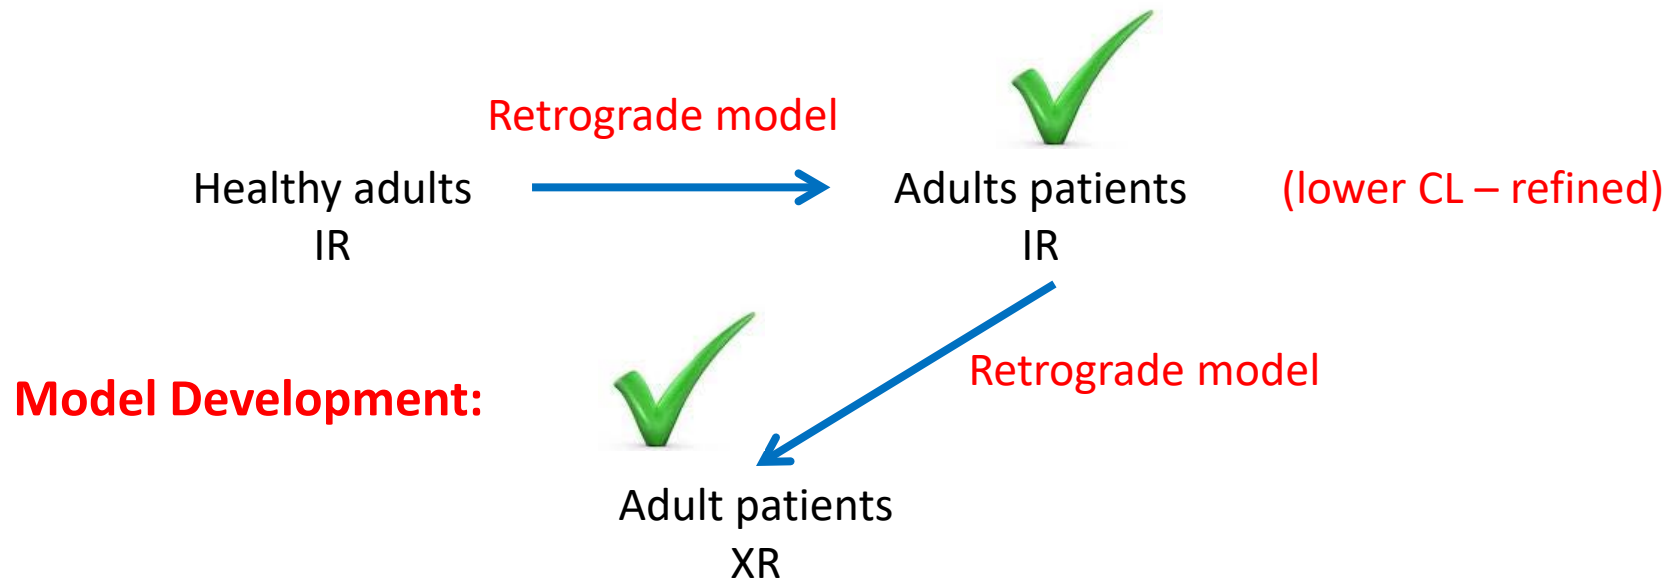 Retrograde model
Healthy adults
IR
Adults patients
IR
(lower CL – refined)
Retrograde model
Model Development:
Adult patients
XR